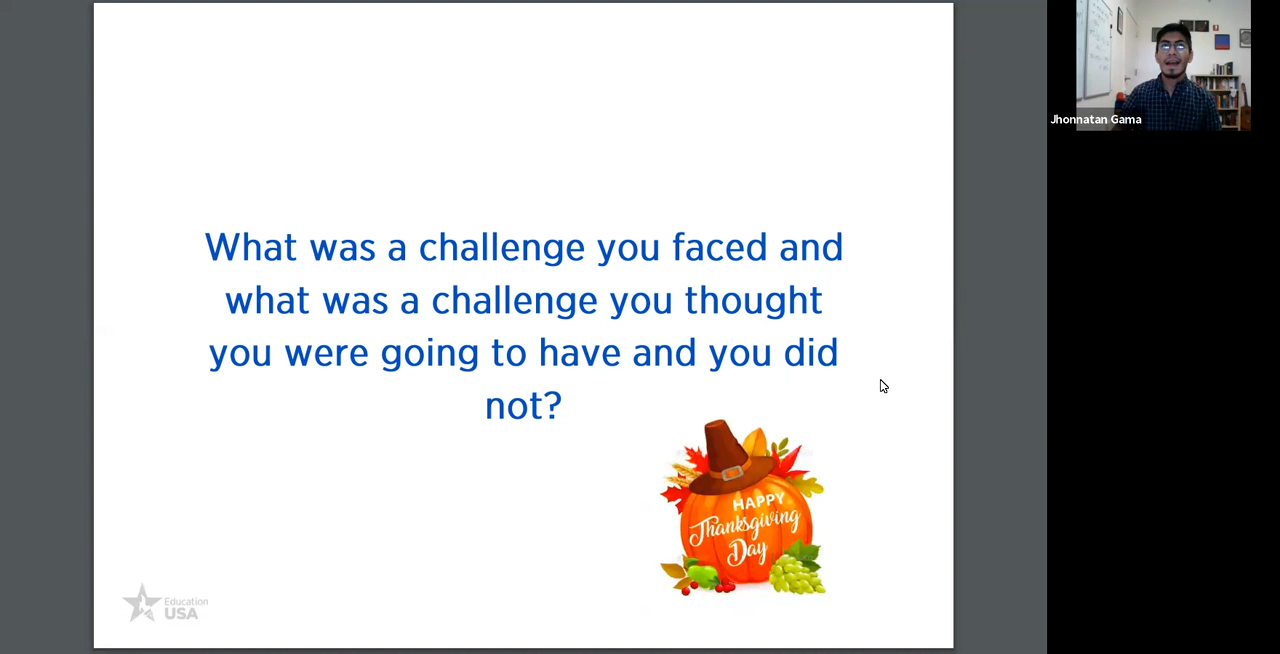 What was a challenge you faced and
what was a challenge you thought
you were going to have and you did
not?
HAPPY
Thanksgiving
Day
Education
USA
Jhonnatan Gama